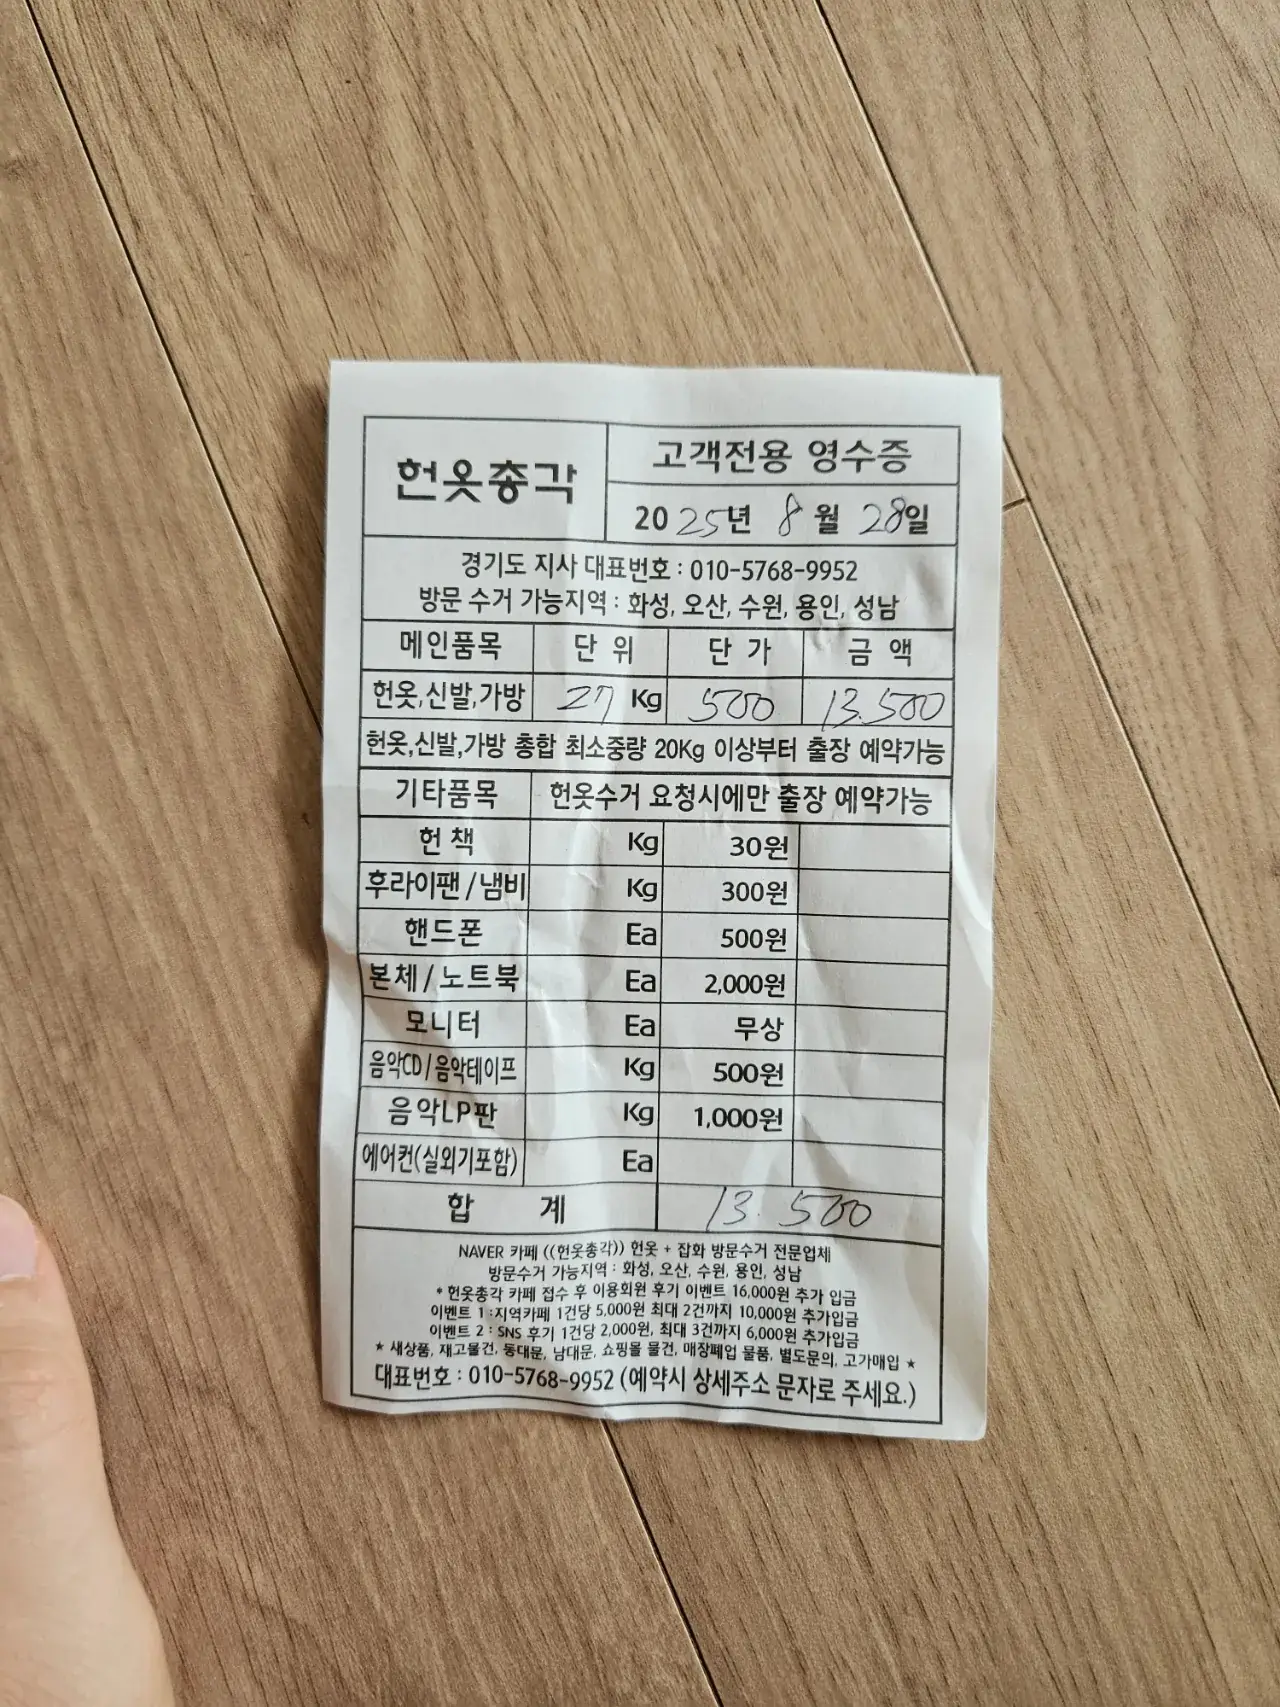 헌옷총각
고객전용 영수증
2025년 8월 28일
경기도 지사 대표번호 : 010-5768-9952
방문 수거 가능지역 : 화성, 오산, 수원, 용인, 성남
메인품목 단 위 단 가 금 액
헌옷,신발,가방 27 Kg 500 13.500
헌옷,신발,가방 총합 최소중량 20Kg 이상부터 출장 예약가능
기타품목 헌옷수거 요청시에만 출장 예약가능
헌 책 Kg 30원
후라이팬/냄비 Kg 300원
핸드폰 Ea 500원
본체/노트북 Ea 2,000원
모니터 Ea 무상
음악CD/음악테이프 Kg 500원
음악LP판 Kg 1,000원
에어컨(실외기포함) Ea
합 계 13.500
NAVER 카페 ((헌옷총각)) 헌옷 + 잡화 방문수거 전문업체
방문수거 가능지역 : 화성, 오산, 수원, 용인, 성남
* 헌옷총각 카페 접수 후 이용회원 후기 이벤트 16,000원 추가 입금
이벤트 1 :지역카페 1건당 5,000원 최대 2건까지 10,000원 추가입금
이벤트 2 : SNS 후기 1건당 2,000원, 최대 3건까지 6,000원 추가입금
★ 새상품, 재고물건, 동대문, 남대문, 쇼핑몰 물건, 매장폐업 물품, 별도문의, 고가매입 ★
대표번호 : 010-5768-9952 (예약시 상세주소 문자로 주세요.)